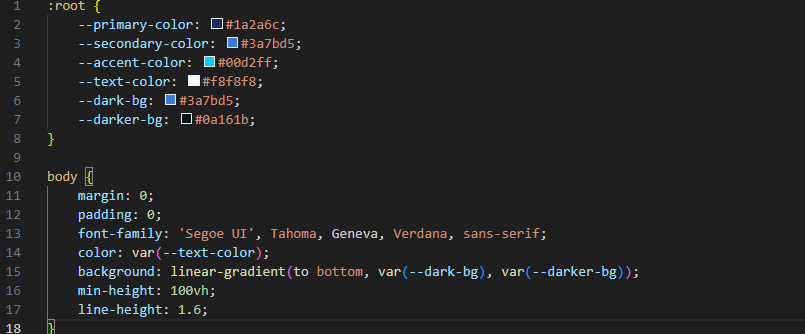 1 :root {
2     --primary-color: #1a2a6c;
3     --secondary-color: #3a7bd5;
4     --accent-color: #00d2ff;
5     --text-color: #f8f8f8;
6     --dark-bg: #3a7bd5;
7     --darker-bg: #0a161b;
8 }
9
10 body {
11     margin: 0;
12     padding: 0;
13     font-family: 'Segoe UI', Tahoma, Geneva, Verdana, sans-serif;
14     color: var(--text-color);
15     background: linear-gradient(to bottom, var(--dark-bg), var(--darker-bg));
16     min-height: 100vh;
17     line-height: 1.6;
18 }